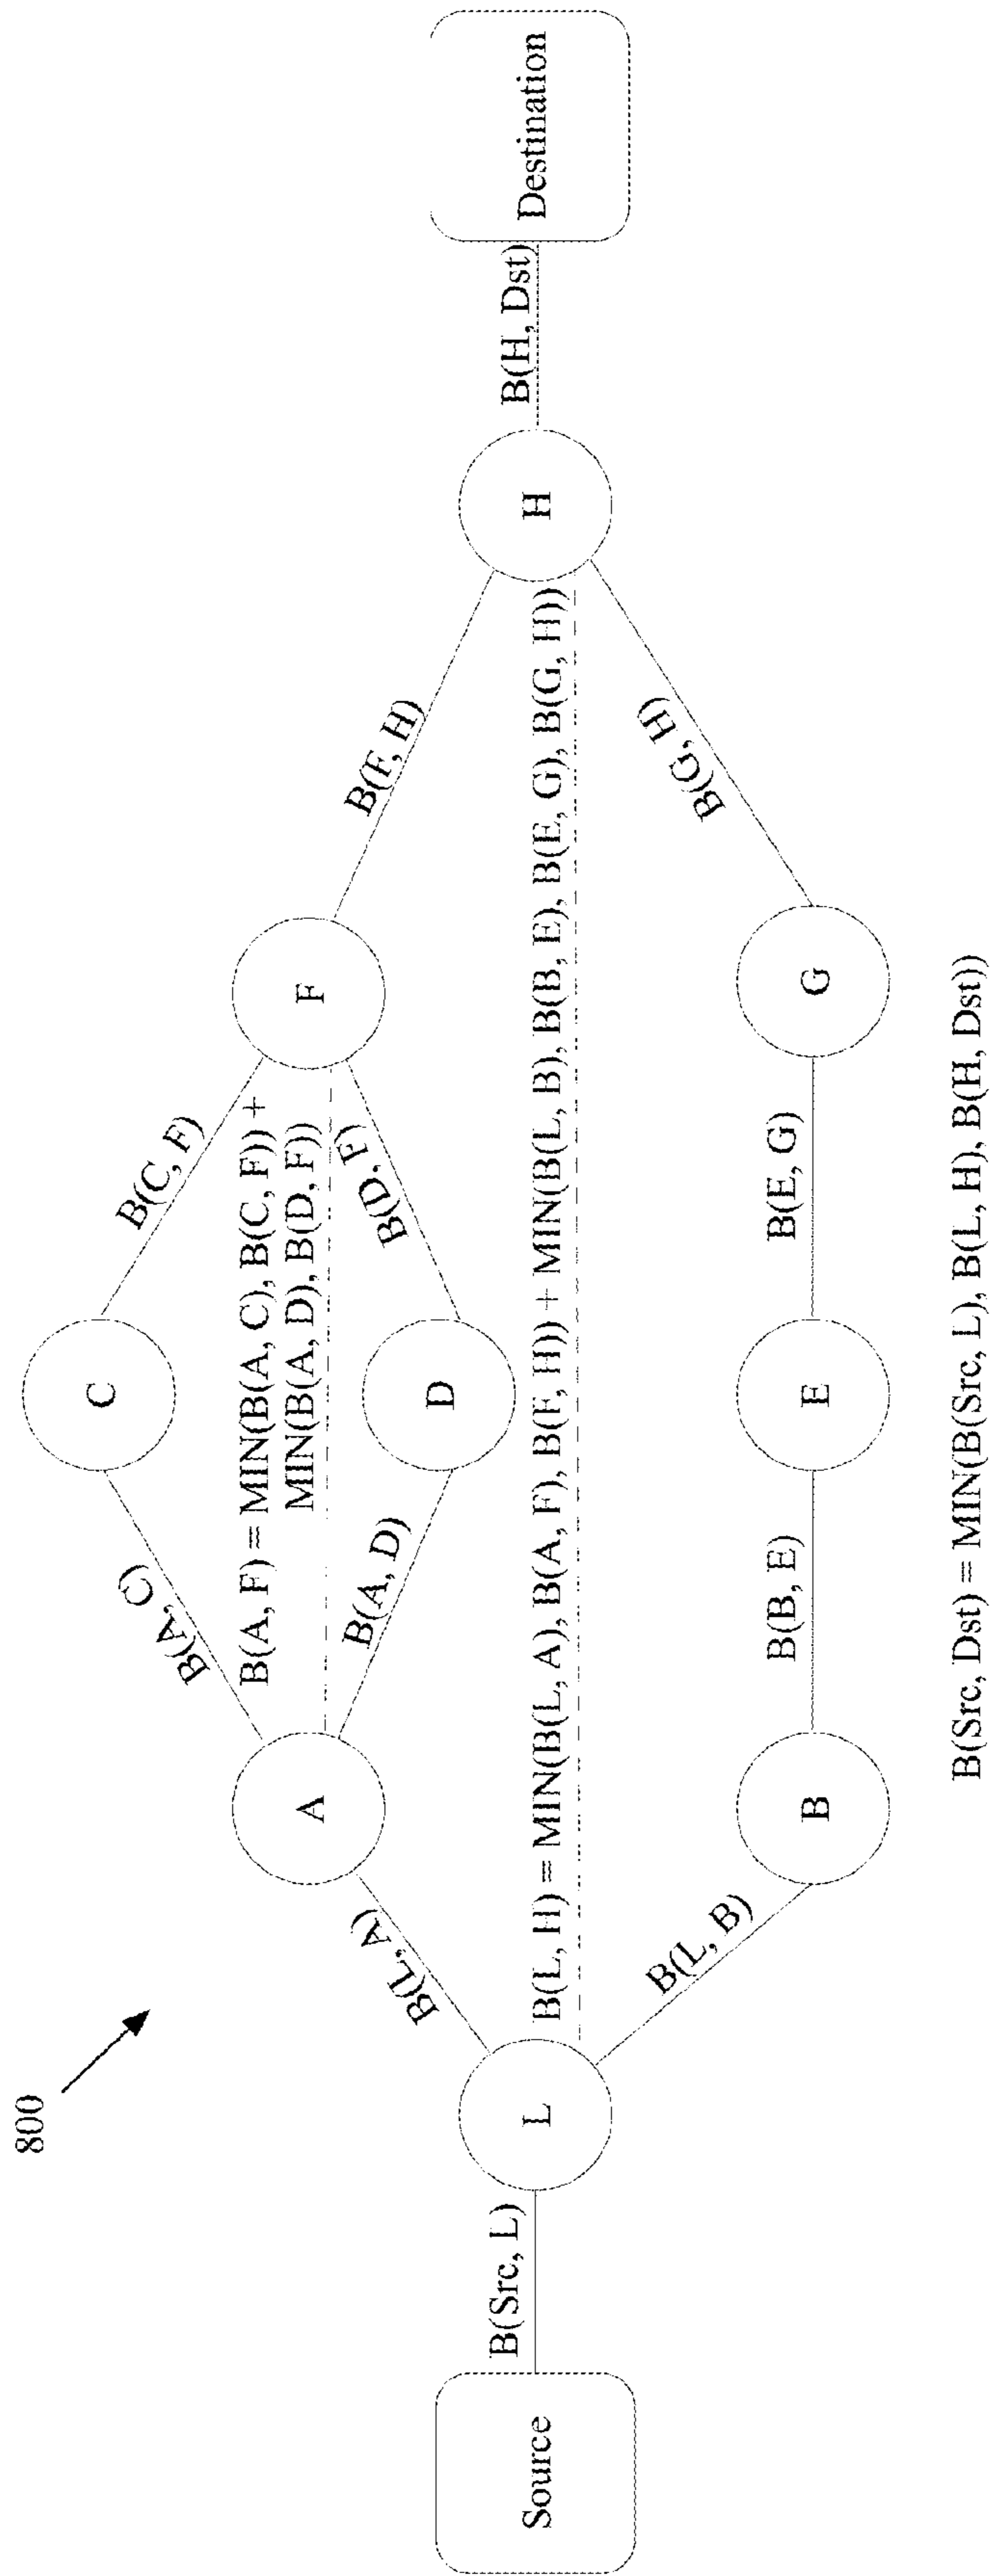 800
Source
B(Src, L)
L
B(L, A)
B(L, B)
A
B
B(A, C)
B(A, D)
B(B, E)
C
D
E
B(A, F) = MIN(B(A, C), B(C, F)) +
MIN(B(A, D), B(D, F))
B(C, F)
B(D, F)
B(E, G)
F
G
B(L, H) = MIN(B(L, A), B(A, F), B(F, H)) + MIN(B(L, B), B(B, E), B(E, G), B(G, H))
B(F, H)
B(G, H)
H
B(H, Dst)
Destination
B(Src, Dst) = MIN(B(Src, L), B(L, H), B(H, Dst))